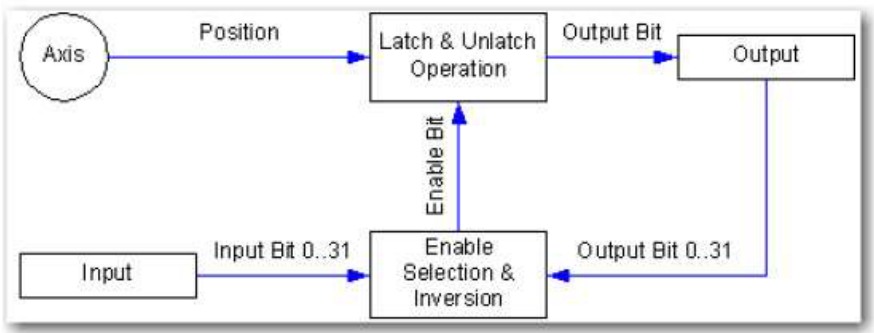 Axis
Position
Latch & Unlatch
Operation
Output Bit
Output
Enable Bit
Input
Input Bit 0..31
Enable
Selection &
Inversion
Output Bit 0..31